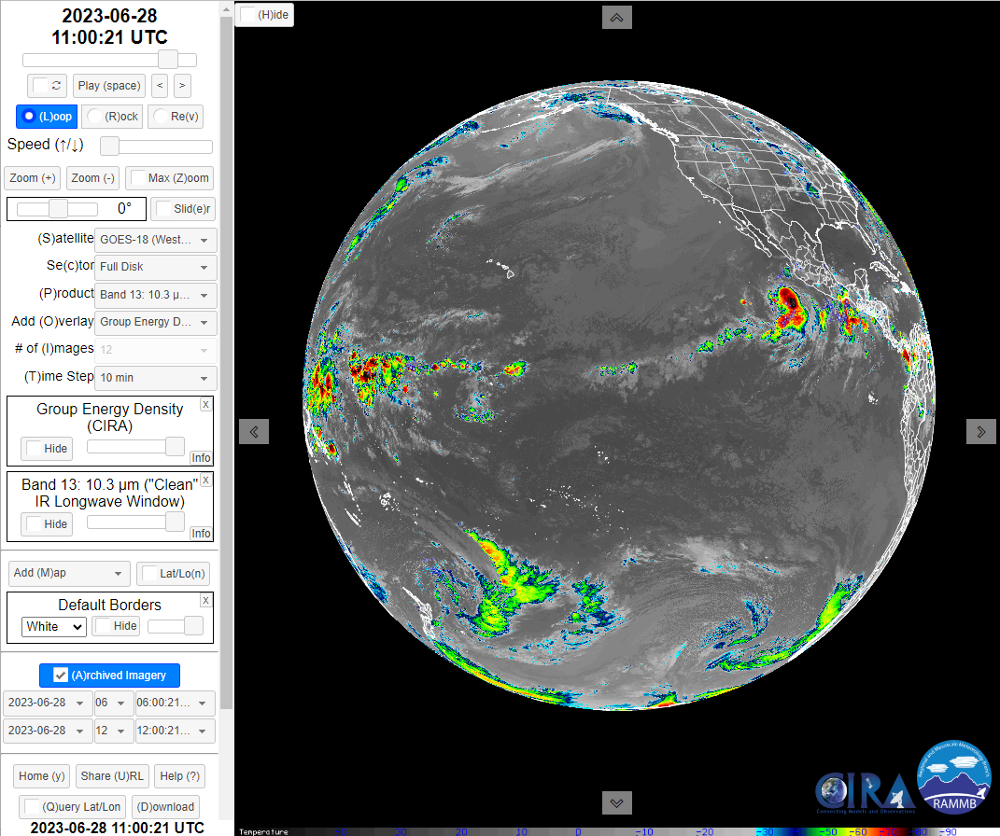 2023-06-28
11:00:21 UTC
Play (space)
<
>
(L)oop
(R)ock
Re(v)
Speed (↑/↓)
Zoom (+)
Zoom (-)
Max (Z)oom
0°
Slid(e)r
(S)atellite
GOES-18 (West...
Se(c)tor
Full Disk
(P)roduct
Band 13: 10.3 µ...
Add (O)verlay
Group Energy D...
# of (I)mages
12
(T)ime Step
10 min
Group Energy Density
(CIRA)
X
Hide
Info
Band 13: 10.3 µm ("Clean"
IR Longwave Window)
X
Hide
Info
Add (M)ap
Lat/Lo(n)
Default Borders
X
White
Hide
(A)rchived Imagery
2023-06-28
06
06:00:21...
2023-06-28
12
12:00:21...
Home (y)
Share (U)RL
Help (?)
(Q)uery Lat/Lon
(D)ownload
2023-06-28 11:00:21 UTC
(H)ide
CIRA
Connecting Models and Observations
Regional and Mesoscale Meteorology Branch
RAMMB
Temperature
30
20
10
0
-10
-20
-30
-50
-60
-70
-80
-90